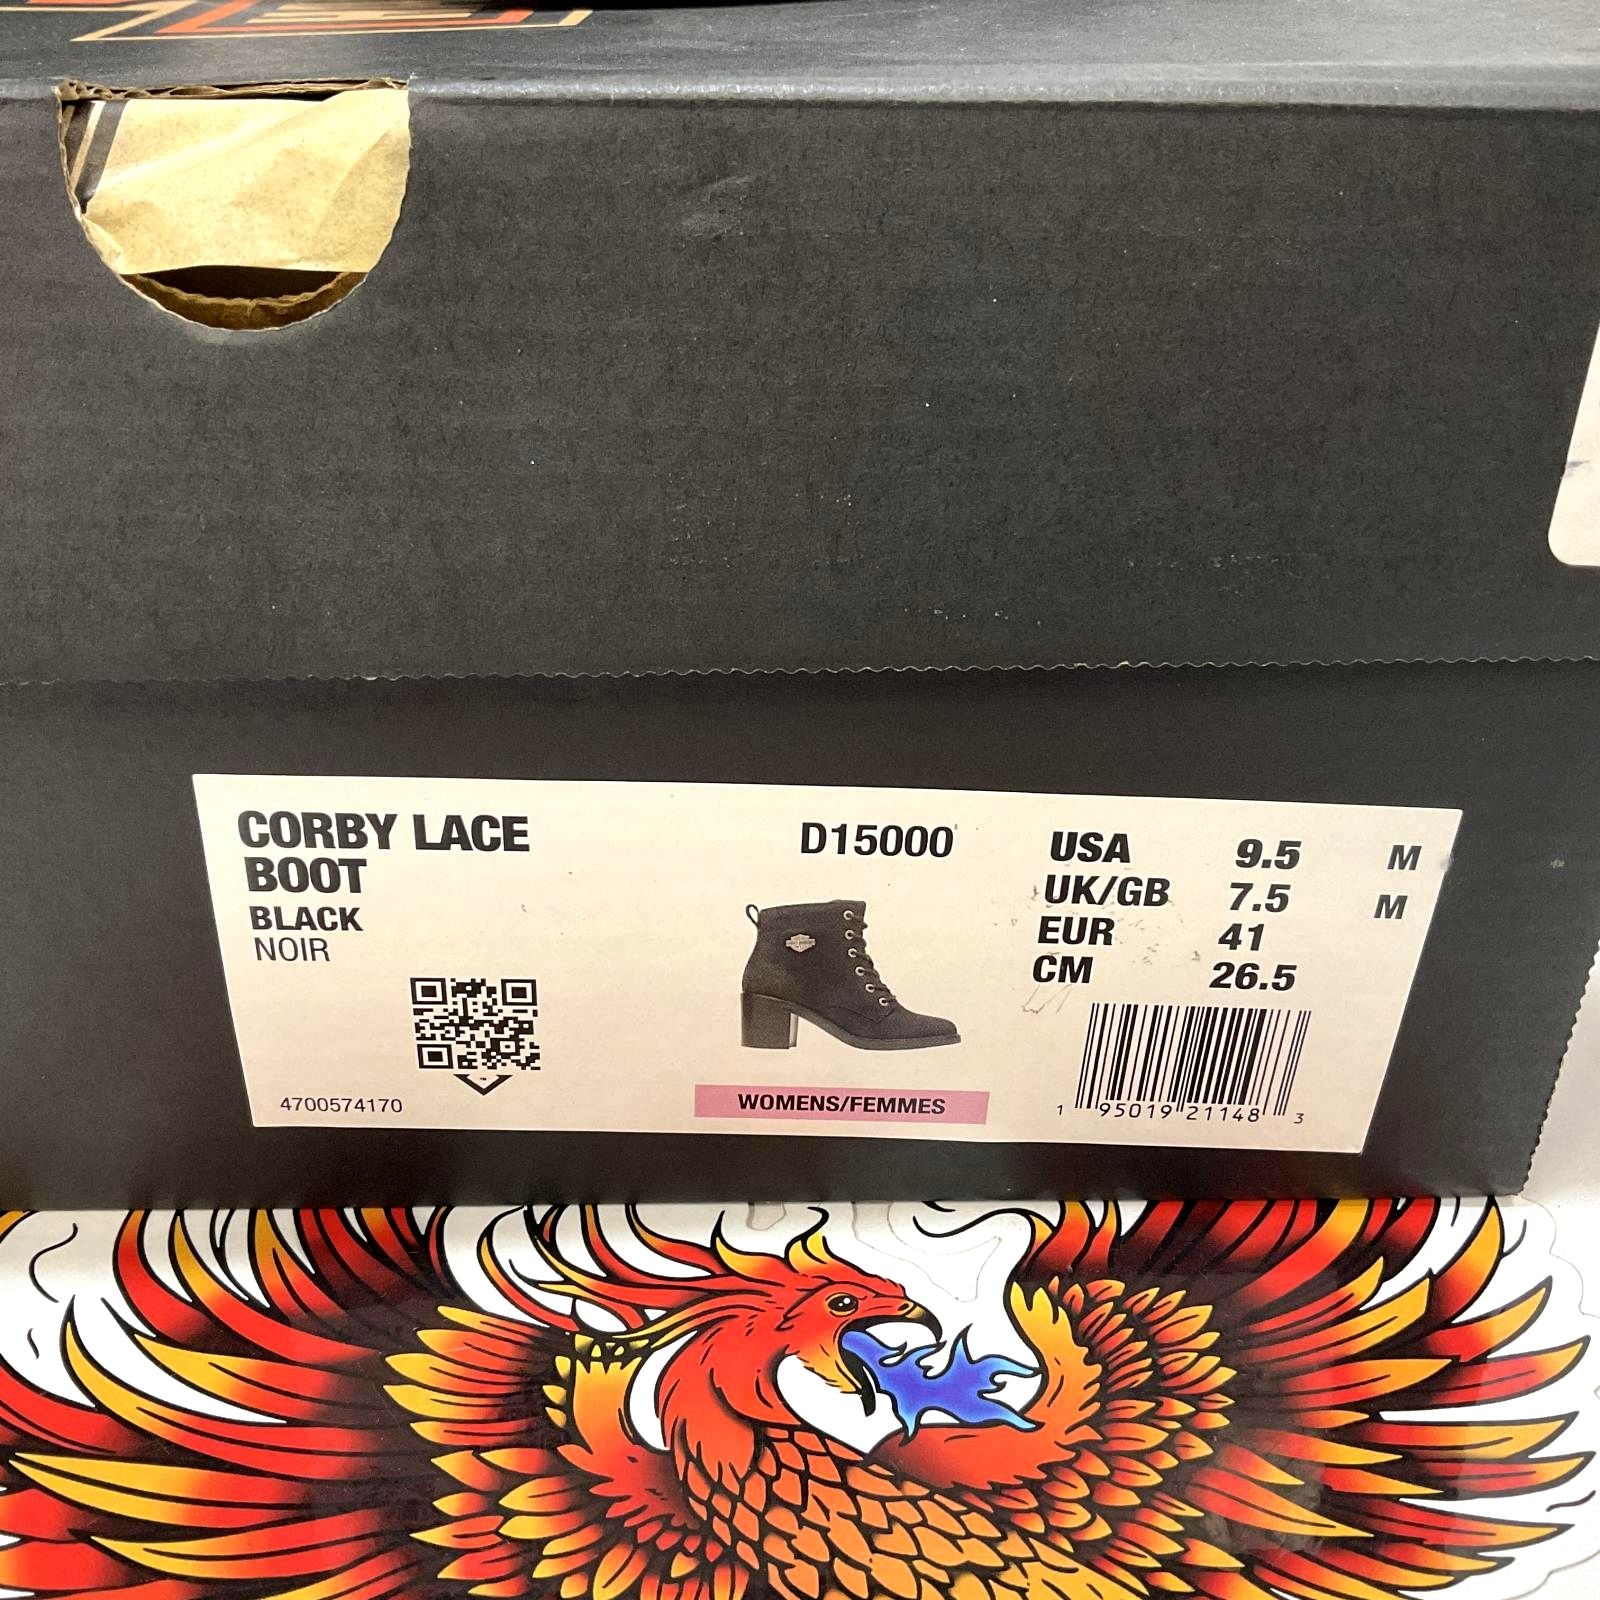 CORBY LACE
BOOT
BLACK
NOIR
4700574170
D15000
WOMENS/FEMMES
USA 9.5 M
UK/GB 7.5 M
EUR 41
CM 26.5
1 95019 21148 3